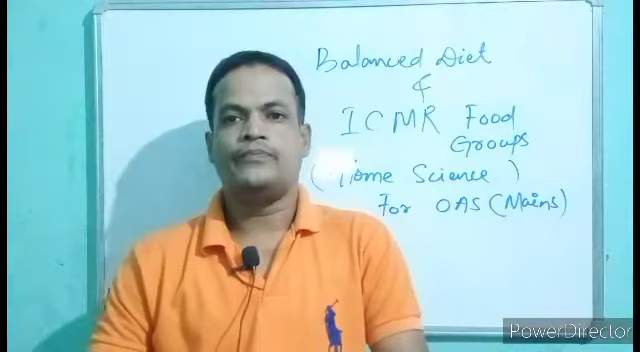 Balanced Diet
&
ICMR Food
Groups
(Home Science)
For OAS (Mains)
PowerDirector